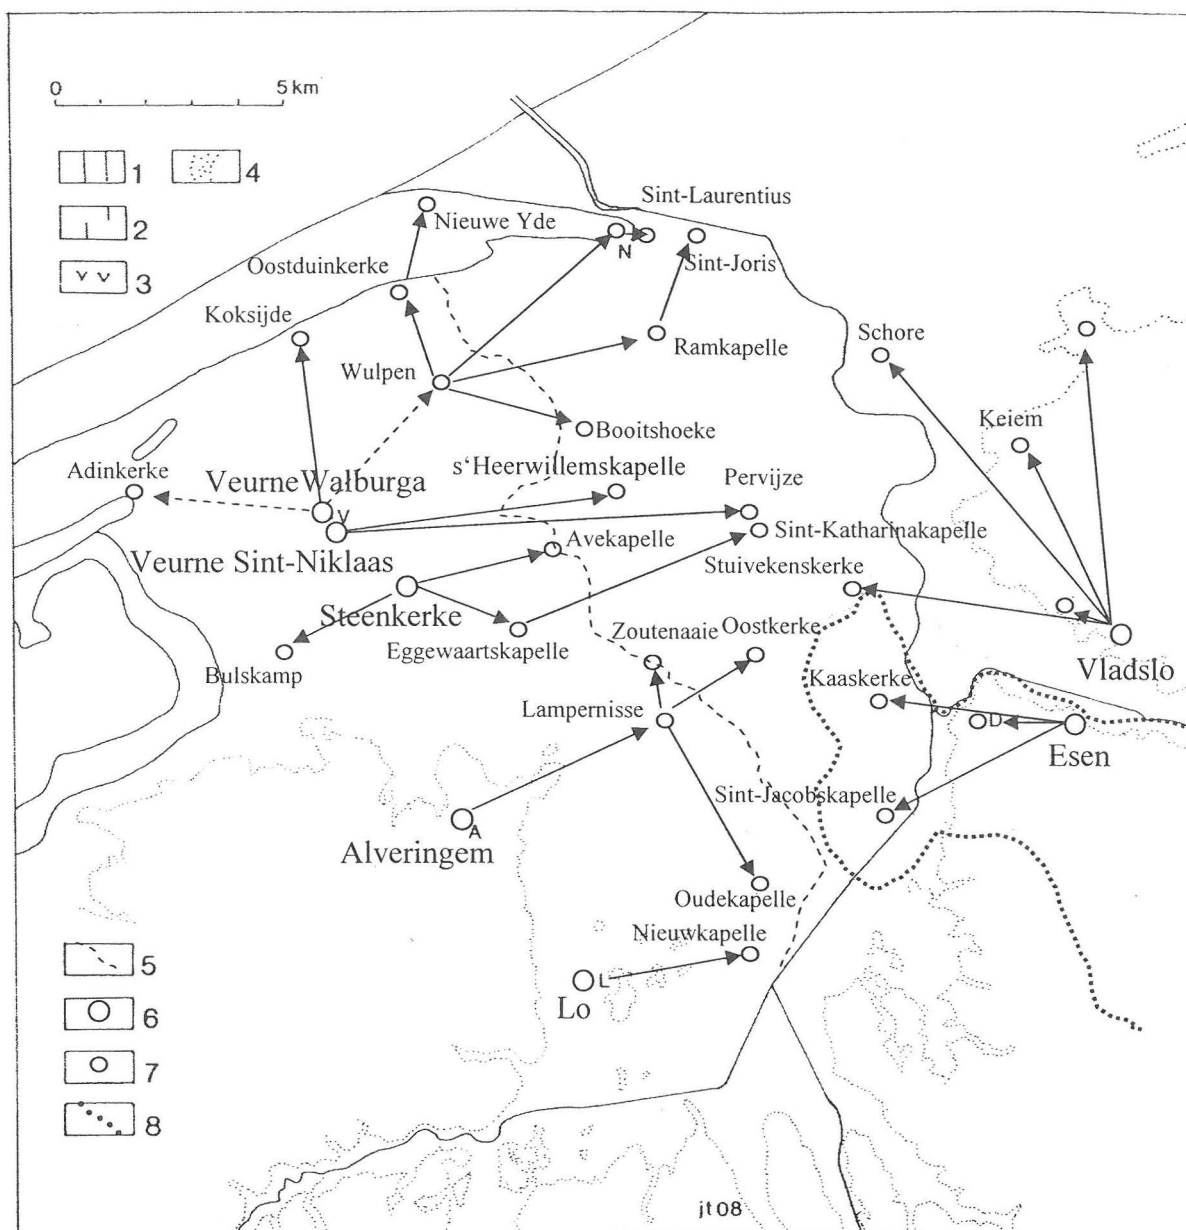 0 5 km
1 4
2
3
Sint-Laurentius
Nieuwe Yde
N
Sint-Joris
Oostduinkerke
Koksijde
Schore
Ramkapelle
Wulpen
Keiem
Booitshoeke
s'Heerwillemskapelle
Adinkerke
Veurne Walburga
Pervijze
V
Sint-Katharinakapelle
Veurne Sint-Niklaas
Avekapelle
Stuivekenskerke
Steenkerke
Zoutenaaie
Oostkerke
Eggewaartskapelle
Vladslo
Bulskamp
Kaaskerke
Lampernisse
D
Esen
Sint-Jacobskapelle
A
Alveringem
Oudekapelle
Nieuwkapelle
5
L
Lo
6
7
8
jt08